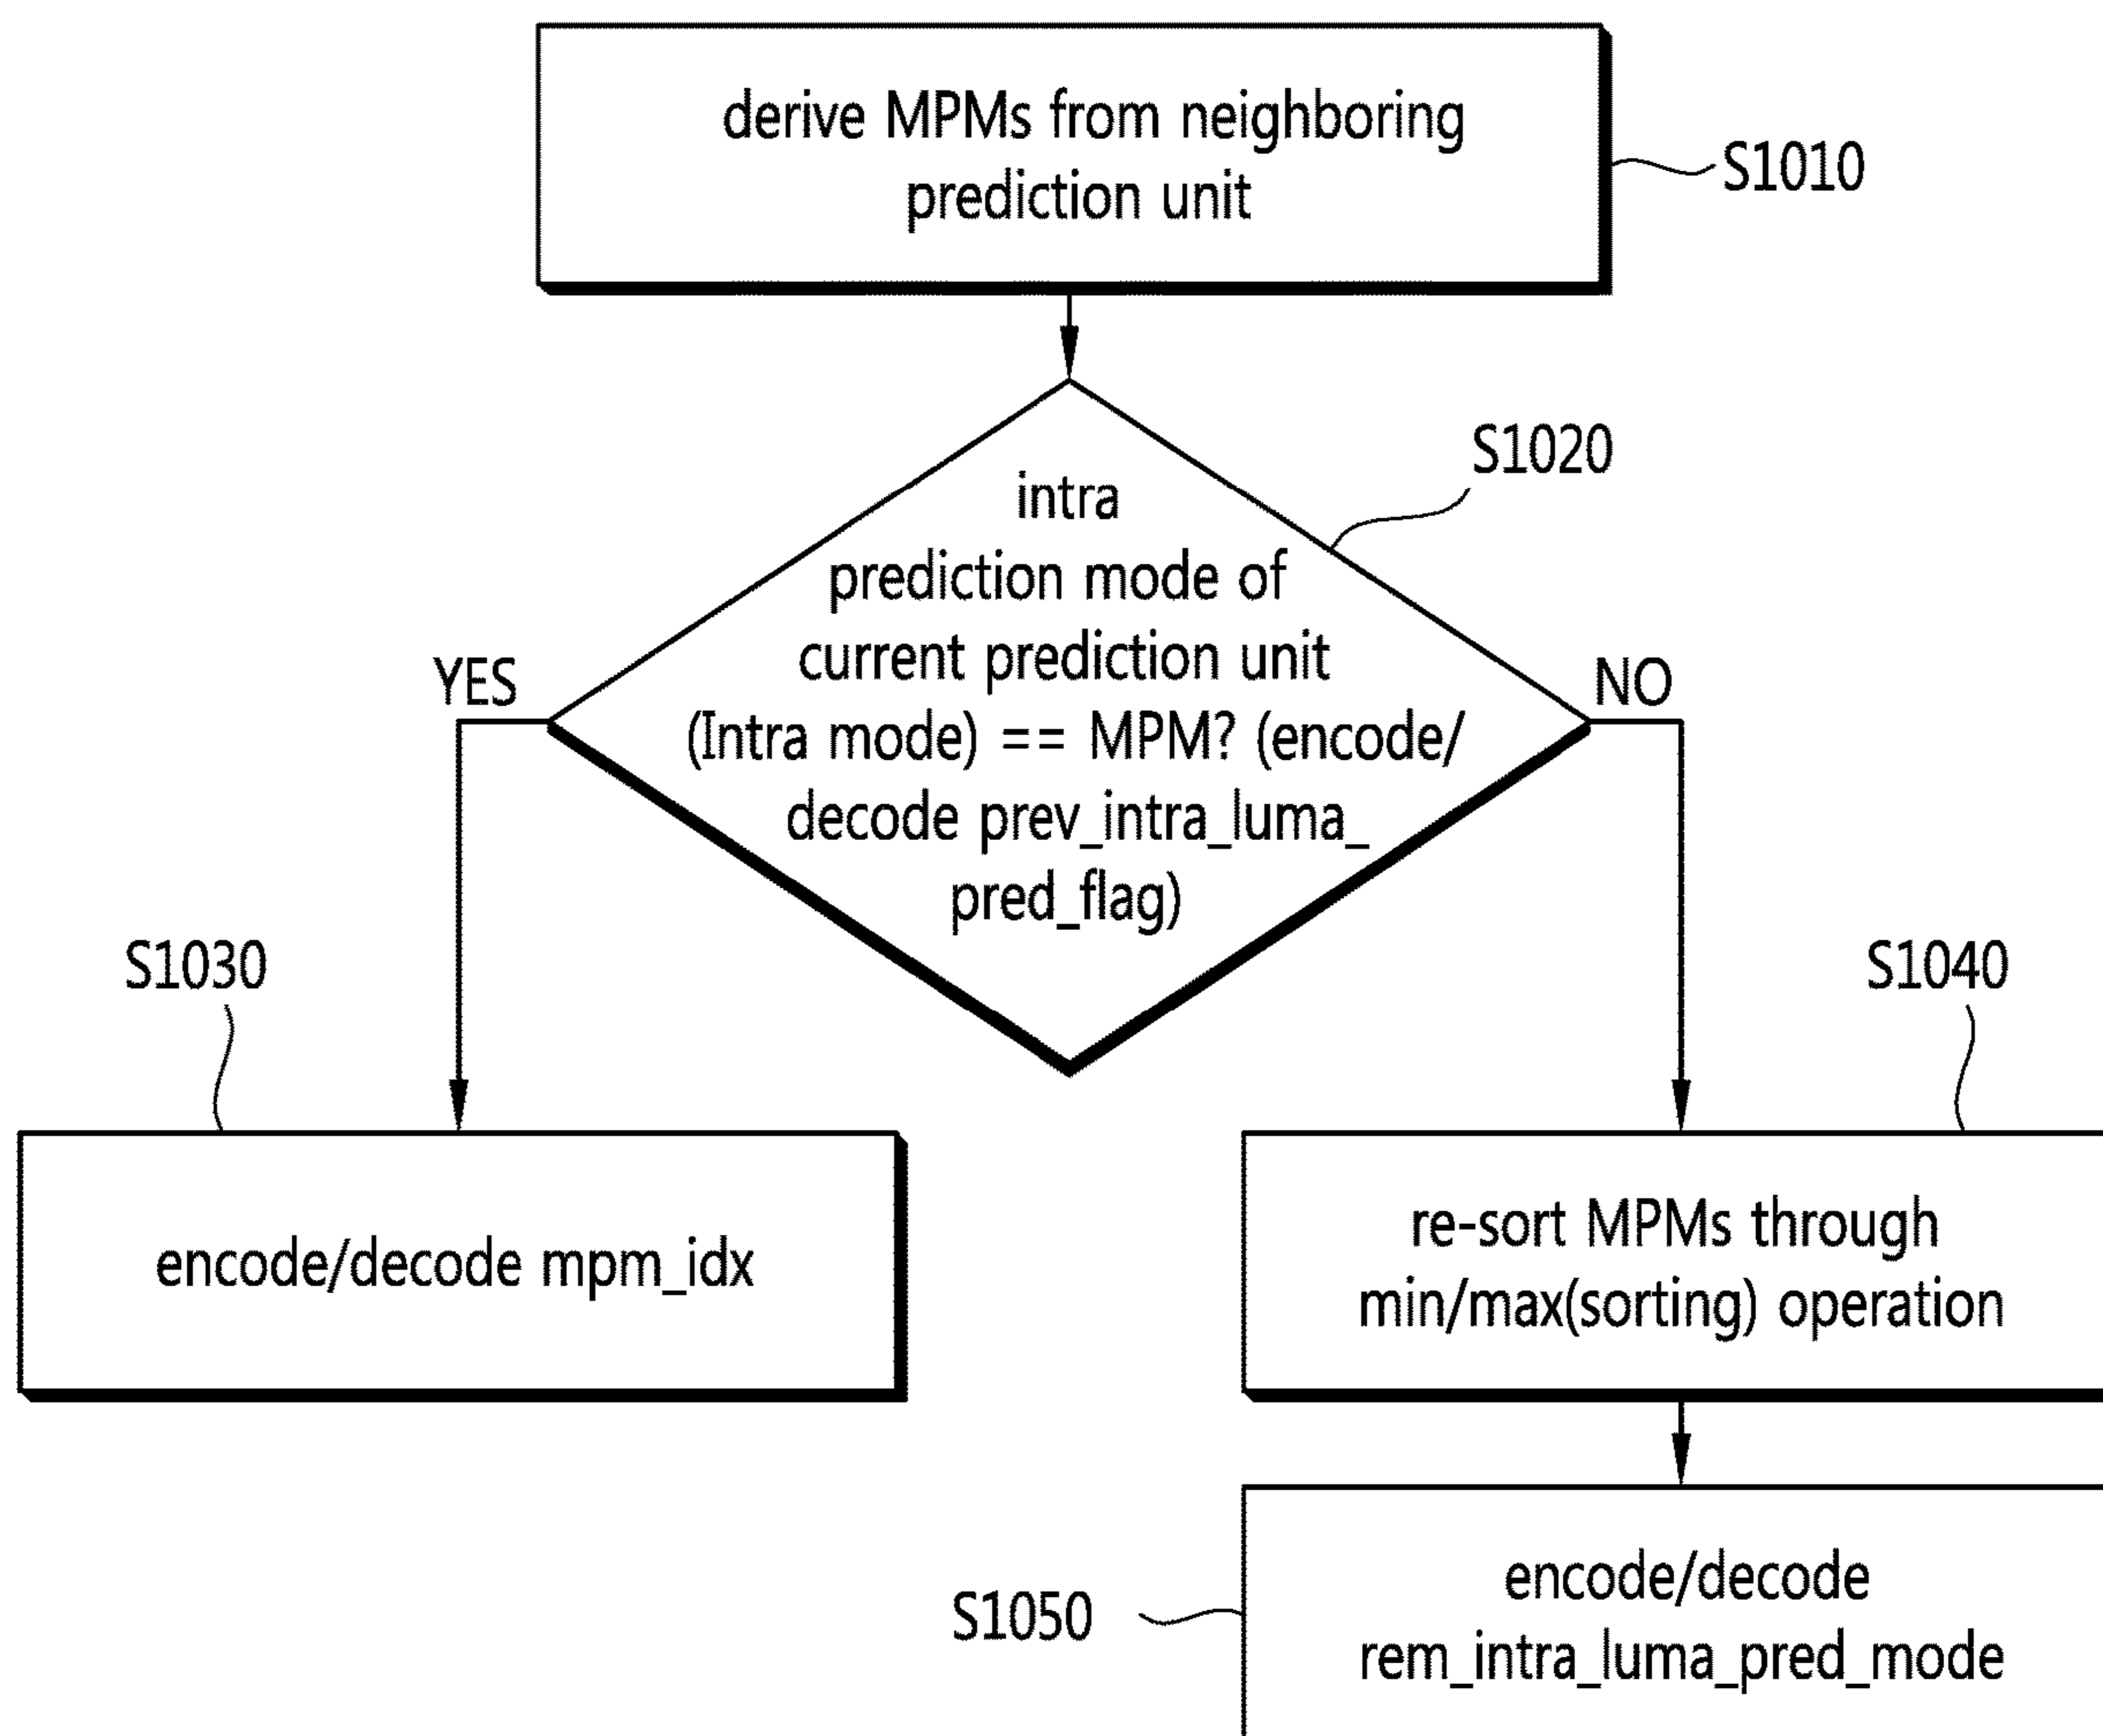 derive MPMs from neighboring
prediction unit
S1010
S1020
intra
prediction mode of
current prediction unit
(Intra mode) == MPM? (encode/
decode prev_intra_luma_
pred_flag)
YES
NO
S1030
S1040
encode/decode mpm_idx
re-sort MPMs through
min/max(sorting) operation
S1050
encode/decode
rem_intra_luma_pred_mode